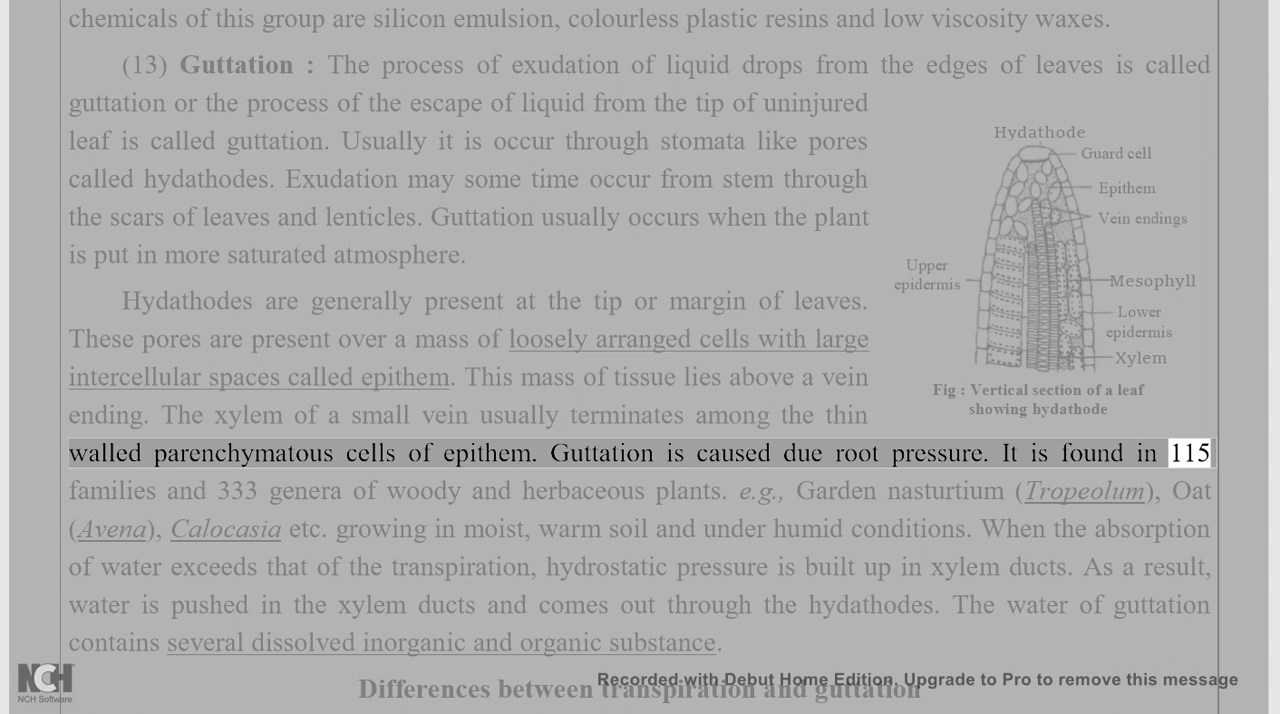 chemicals of this group are silicon emulsion, colourless plastic resins and low viscosity waxes.
(13) Guttation : The process of exudation of liquid drops from the edges of leaves is called
guttation or the process of the escape of liquid from the tip of uninjured
leaf is called guttation. Usually it is occur through stomata like pores
called hydathodes. Exudation may some time occur from stem through
the scars of leaves and lenticles. Guttation usually occurs when the plant
is put in more saturated atmosphere.
Hydathodes are generally present at the tip or margin of leaves.
These pores are present over a mass of loosely arranged cells with large
intercellular spaces called epithem. This mass of tissue lies above a vein
ending. The xylem of a small vein usually terminates among the thin
Hydathode
Guard cell
Epithem
Vein endings
Upper
epidermis
Mesophyll
Lower
epidermis
Xylem
Fig : Vertical section of a leaf
showing hydathode
walled parenchymatous cells of epithem. Guttation is caused due root pressure. It is found in 115
families and 333 genera of woody and herbaceous plants. e.g., Garden nasturtium (Tropeolum), Oat
(Avena), Calocasia etc. growing in moist, warm soil and under humid conditions. When the absorption
of water exceeds that of the transpiration, hydrostatic pressure is built up in xylem ducts. As a result,
water is pushed in the xylem ducts and comes out through the hydathodes. The water of guttation
contains several dissolved inorganic and organic substance.
Differences between transpiration and guttation
Recorded with Debut Home Edition. Upgrade to Pro to remove this message
NCH
NCH Software